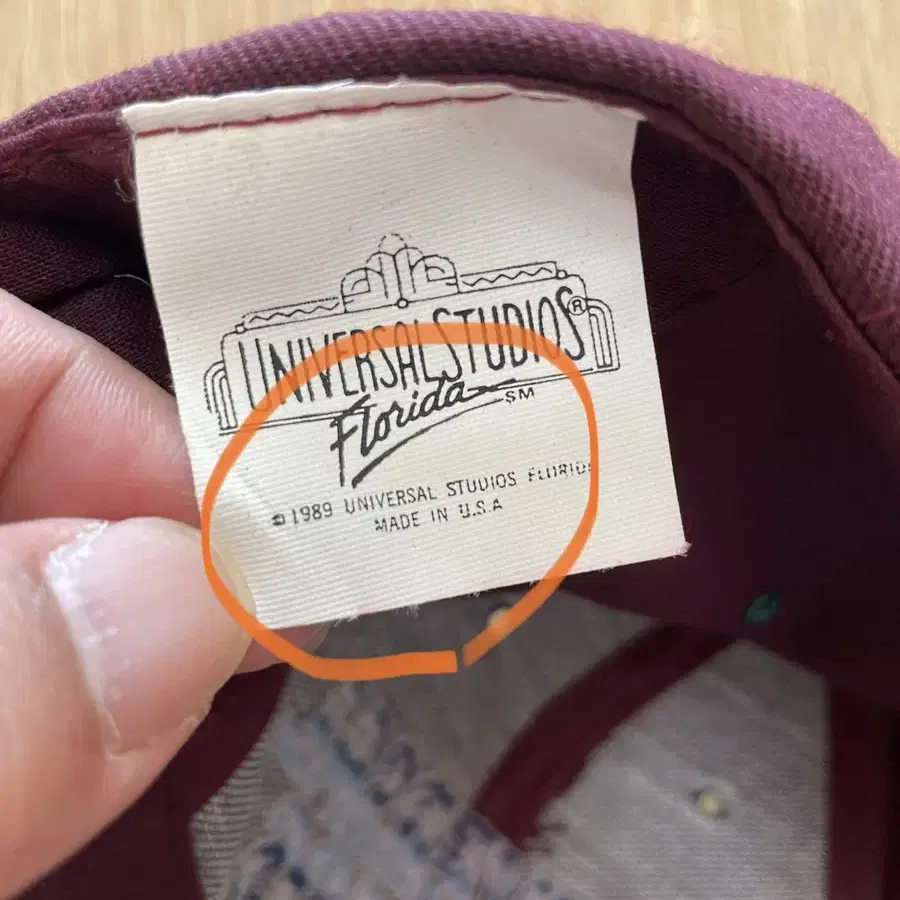 UNIVERSAL STUDIOS®
Florida SM
©1989 UNIVERSAL STUDIOS FLORIDA
MADE IN U.S.A